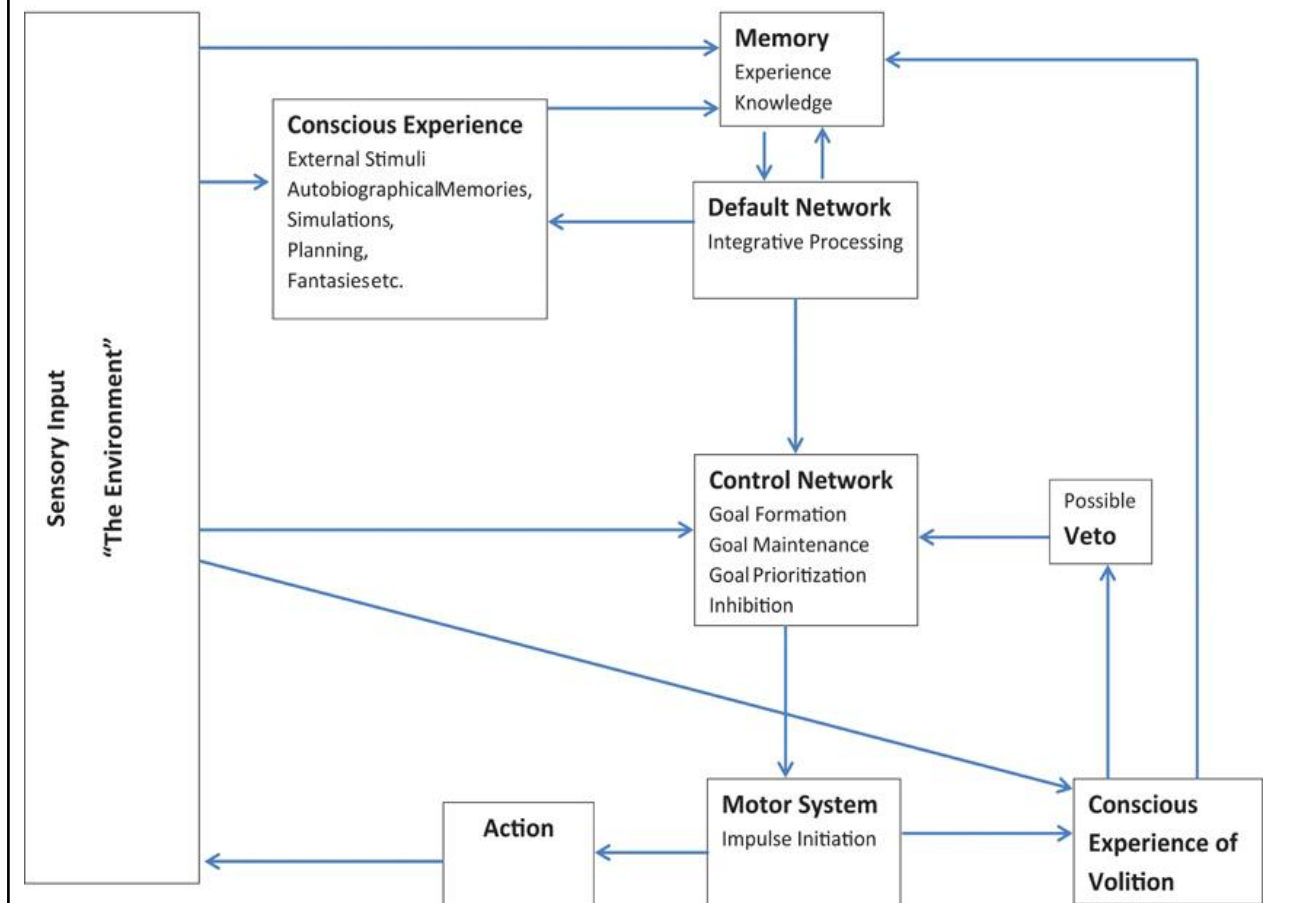 Sensory Input
“The Environment”
Memory
Experience
Knowledge
Conscious Experience
External Stimuli
AutobiographicalMemories,
Simulations,
Planning,
Fantasiesetc.
Default Network
Integrative Processing
Control Network
Goal Formation
Goal Maintenance
Goal Prioritization
Inhibition
Possible
Veto
Action
Motor System
Impulse Initiation
Conscious
Experience of
Volition